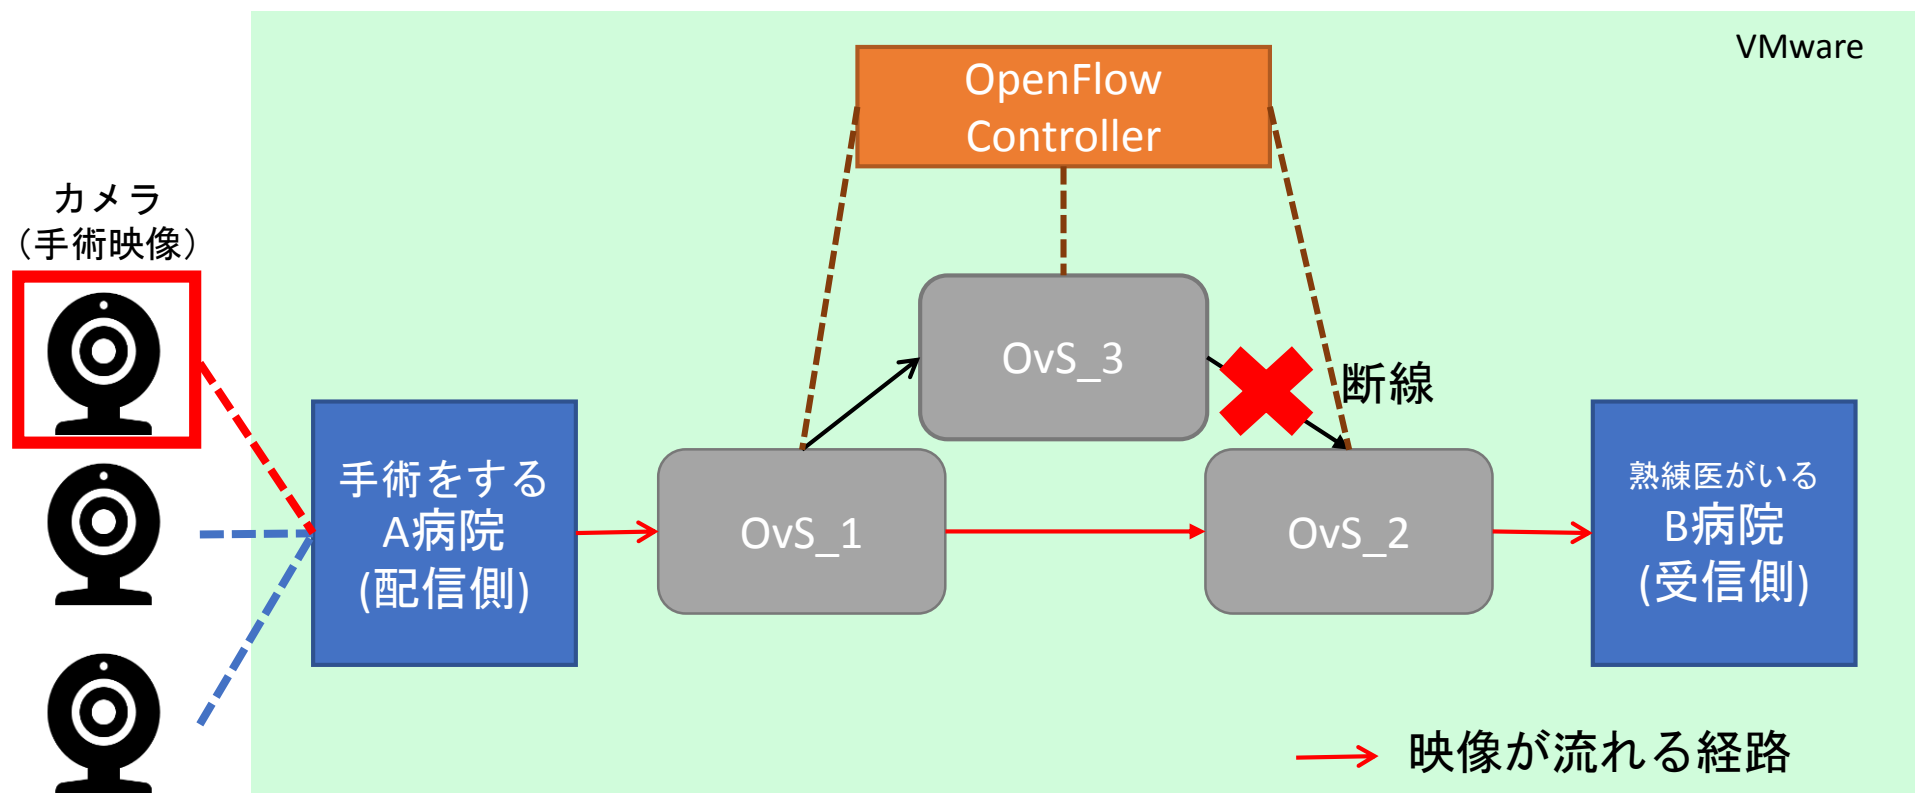 VMware
OpenFlow
Controller
カメラ
（手術映像）
OvS_3
断線
手術をする
A病院
(配信側)
OvS_1
OvS_2
熟練医がいる
B病院
(受信側)
映像が流れる経路